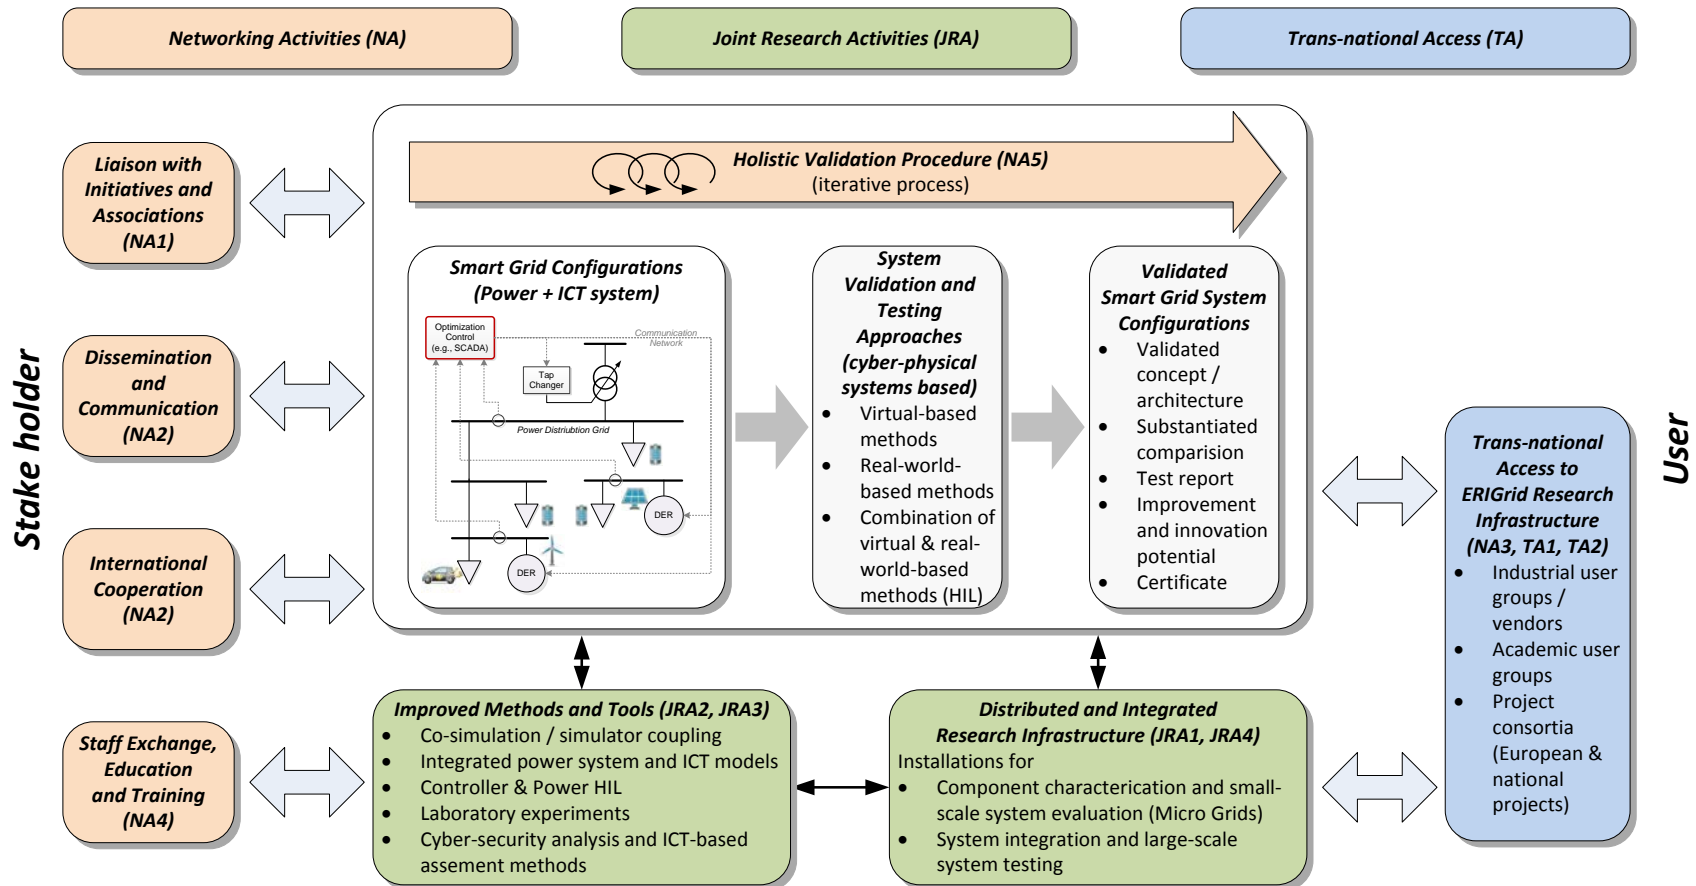 Networking Activities (NA)
Joint Research Activities (JRA)
Trans-national Access (TA)
Stake holder
Liaison with
Initiatives and
Associations
(NA1)
Dissemination
and
Communication
(NA2)
International
Cooperation
(NA2)
Staff Exchange,
Education
and Training
(NA4)
Holistic Validation Procedure (NA5)
(iterative process)
Smart Grid Configurations
(Power + ICT system)
Optimization
Control
(e.g., SCADA)
Communication
Network
Tap
Changer
Power Distriubtion Grid
DER
DER
System
Validation and
Testing
Approaches
(cyber-physical
systems based)
• Virtual-based
methods
• Real-world-
based methods
• Combination of
virtual & real-
world-based
methods (HIL)
Validated
Smart Grid System
Configurations
• Validated
concept /
architecture
• Substantiated
comparision
• Test report
• Improvement
and innovation
potential
• Certificate
Improved Methods and Tools (JRA2, JRA3)
• Co-simulation / simulator coupling
• Integrated power system and ICT models
• Controller & Power HIL
• Laboratory experiments
• Cyber-security analysis and ICT-based
assement methods
Distributed and Integrated
Research Infrastructure (JRA1, JRA4)
Installations for
• Component characterication and small-
scale system evaluation (Micro Grids)
• System integration and large-scale
system testing
Trans-national
Access to
ERIGrid Research
Infrastructure
(NA3, TA1, TA2)
• Industrial user
groups /
vendors
• Academic user
groups
• Project
consortia
(European &
national
projects)
User